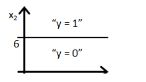 x₂
"y = 1"
6
"y = 0"